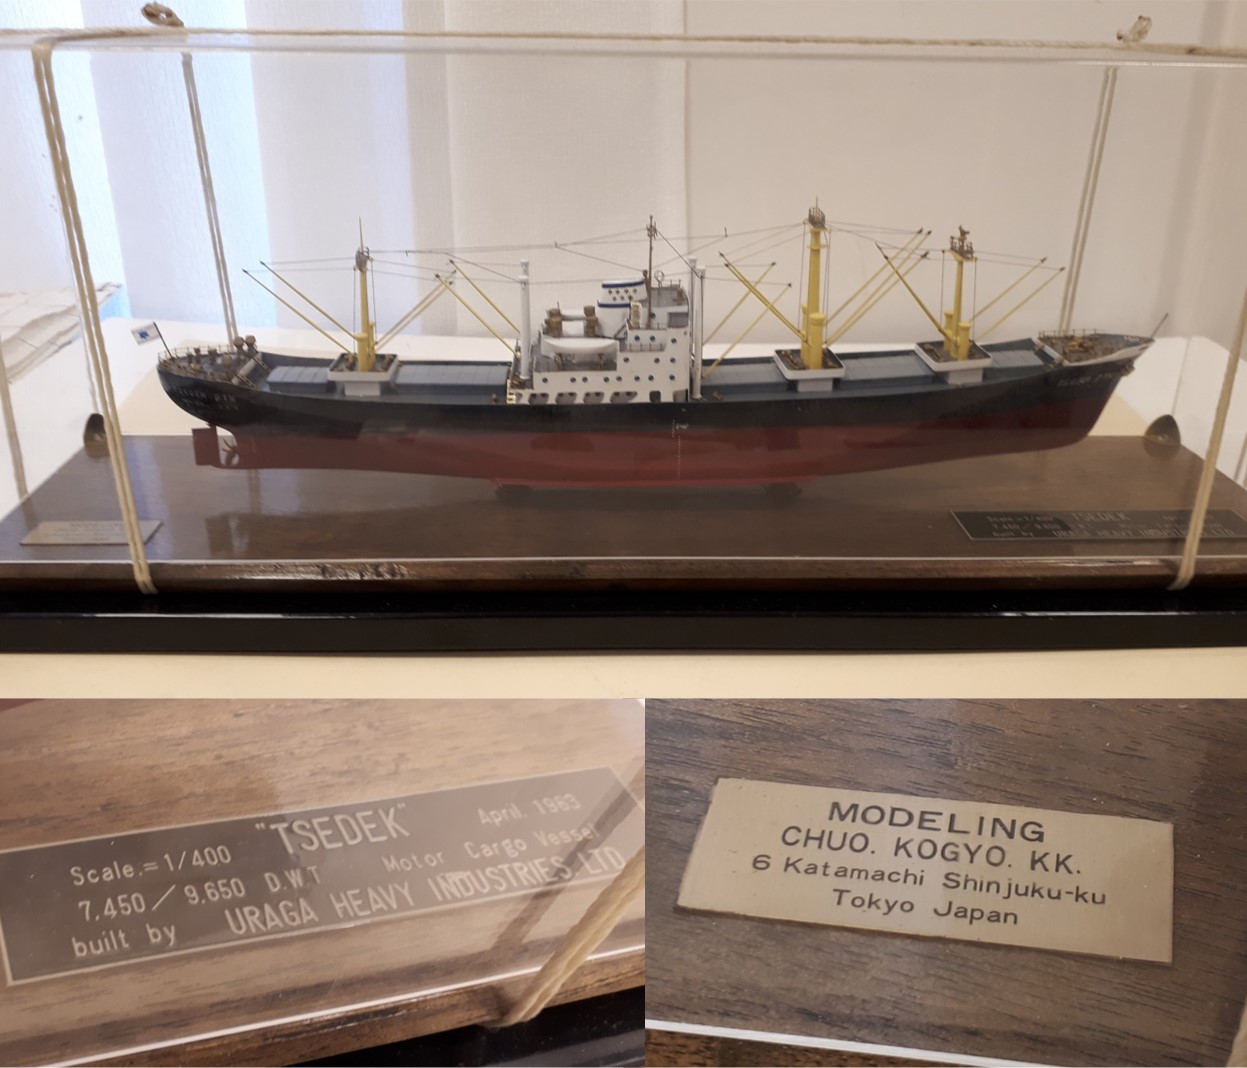 Scale.=1/400 "TSEDEK" April. 1963
7.450/9.650 D.W.T Motor Cargo Vessel
built by URAGA HEAVY INDUSTRIES. LTD
MODELING
CHUO. KOGYO. KK.
6 Katamachi Shinjuku-ku
Tokyo Japan